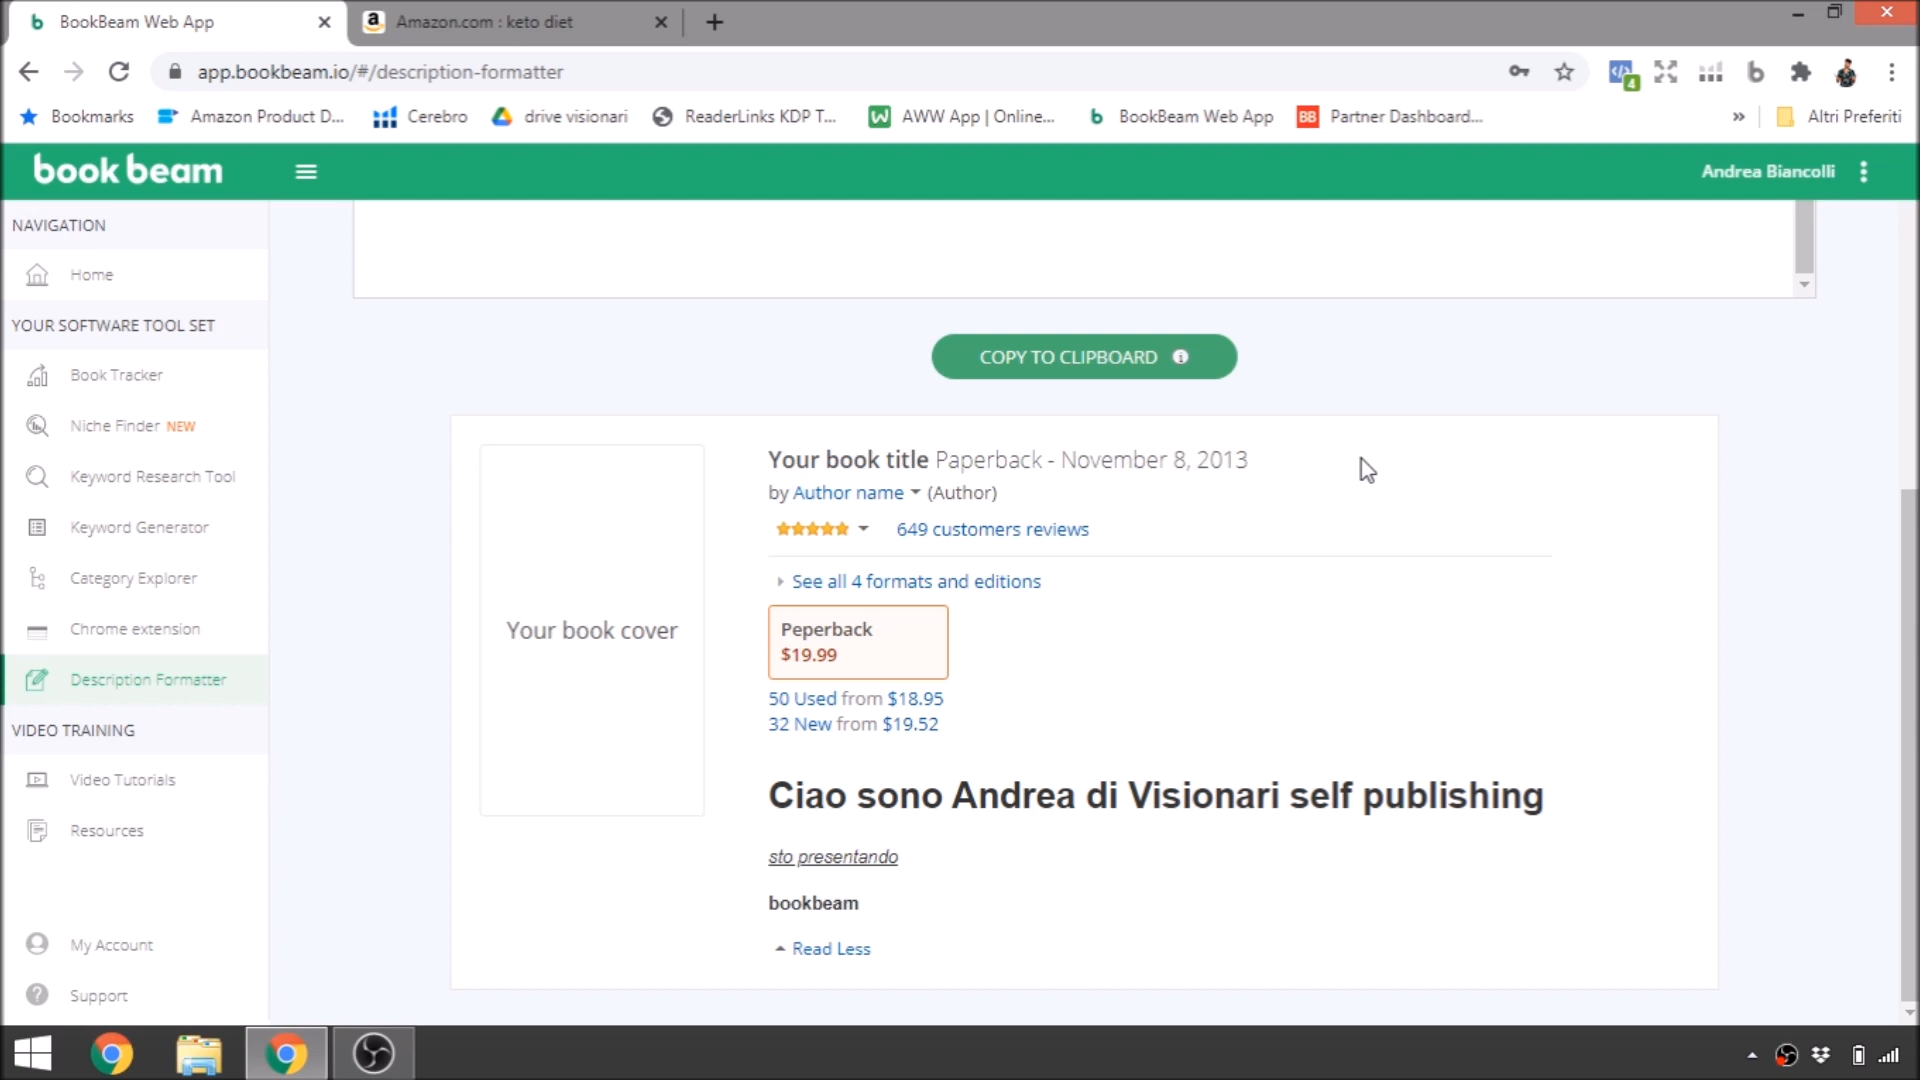 BookBeam Web App
Amazon.com : keto diet
app.bookbeam.io/#/description-formatter
4
Bookmarks
Amazon Product D...
Cerebro
drive visionari
ReaderLinks KDP T...
AWW App | Online...
BookBeam Web App
BB
Partner Dashboard...
»
Altri Preferiti
book beam
Andrea Biancolli
NAVIGATION
Home
YOUR SOFTWARE TOOL SET
Book Tracker
Niche Finder NEW
Keyword Research Tool
Keyword Generator
Category Explorer
Chrome extension
Description Formatter
VIDEO TRAINING
Video Tutorials
Resources
My Account
Support
COPY TO CLIPBOARD
Your book cover
Your book title Paperback - November 8, 2013
by Author name (Author)
649 customers reviews
See all 4 formats and editions
Peperback
$19.99
50 Used from $18.95
32 New from $19.52
Ciao sono Andrea di Visionari self publishing
sto presentando
bookbeam
Read Less